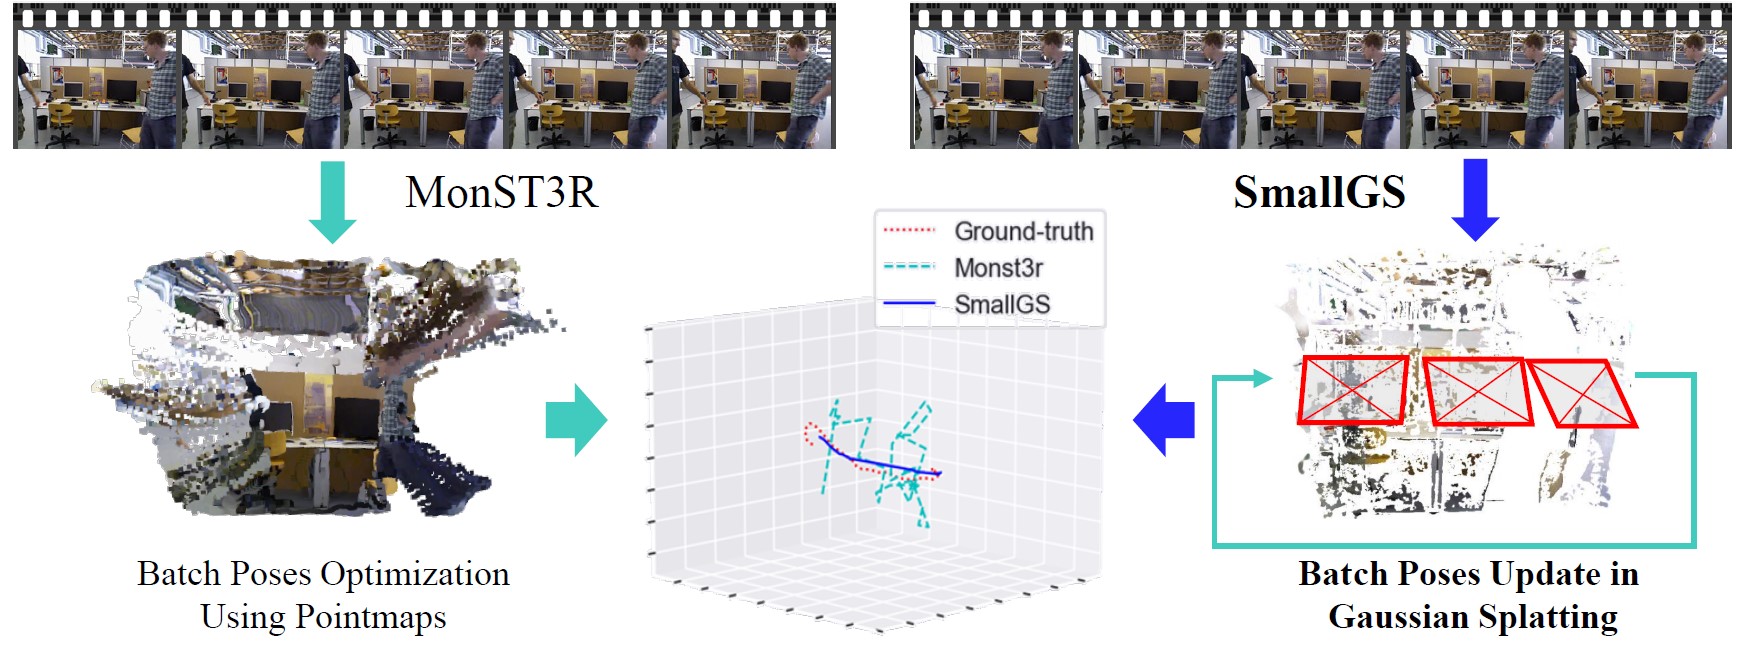 MonST3R
SmallGS
Ground-truth
Monst3r
SmallGS
Batch Poses Optimization
Using Pointmaps
Batch Poses Update in
Gaussian Splatting